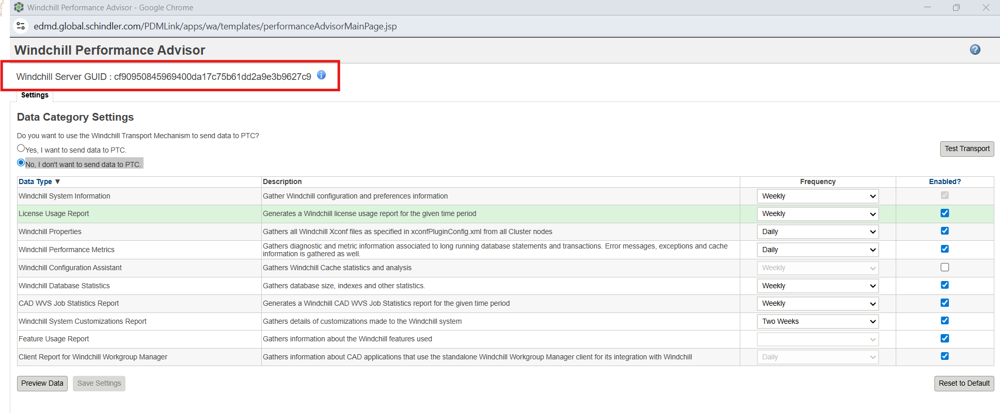 Windchill Performance Advisor - Google Chrome
edmd.global.schindler.com/PDMLink/apps/wa/templates/performanceAdvisorMainPage.jsp
Windchill Performance Advisor
Windchill Server GUID : cf90950845969400da17c75b61dd2a9e3b9627c9
Settings
Data Category Settings
Do you want to use the Windchill Transport Mechanism to send data to PTC?
Yes, I want to send data to PTC.
Test Transport
No, I don't want to send data to PTC.
Data Type ▼ Description Frequency Enabled?
Windchill System Information Gather Windchill configuration and preferences information Weekly
License Usage Report Generates a Windchill license usage report for the given time period Weekly
Windchill Properties Gathers all Windchill Xconf files as specified in xconfPluginConfig.xml from all Cluster nodes Daily
Windchill Performance Metrics Gathers diagnostic and metric information associated to long running database statements and transactions. Error messages, exceptions and cache
information is gathered as well. Daily
Windchill Configuration Assistant Gathers Windchill Cache statistics and analysis Weekly
Windchill Database Statistics Gathers database size, indexes and other statistics. Weekly
CAD WVS Job Statistics Report Generates a Windchill CAD WVS Job Statistics report for the given time period Weekly
Windchill System Customizations Report Gathers details of customizations made to the Windchill system Two Weeks
Feature Usage Report Gathers information about the Windchill features used
Client Report for Windchill Workgroup Manager Gathers information about CAD applications that use the standalone Windchill Workgroup Manager client for its integration with Windchill Daily
Preview Data Save Settings Reset to Default